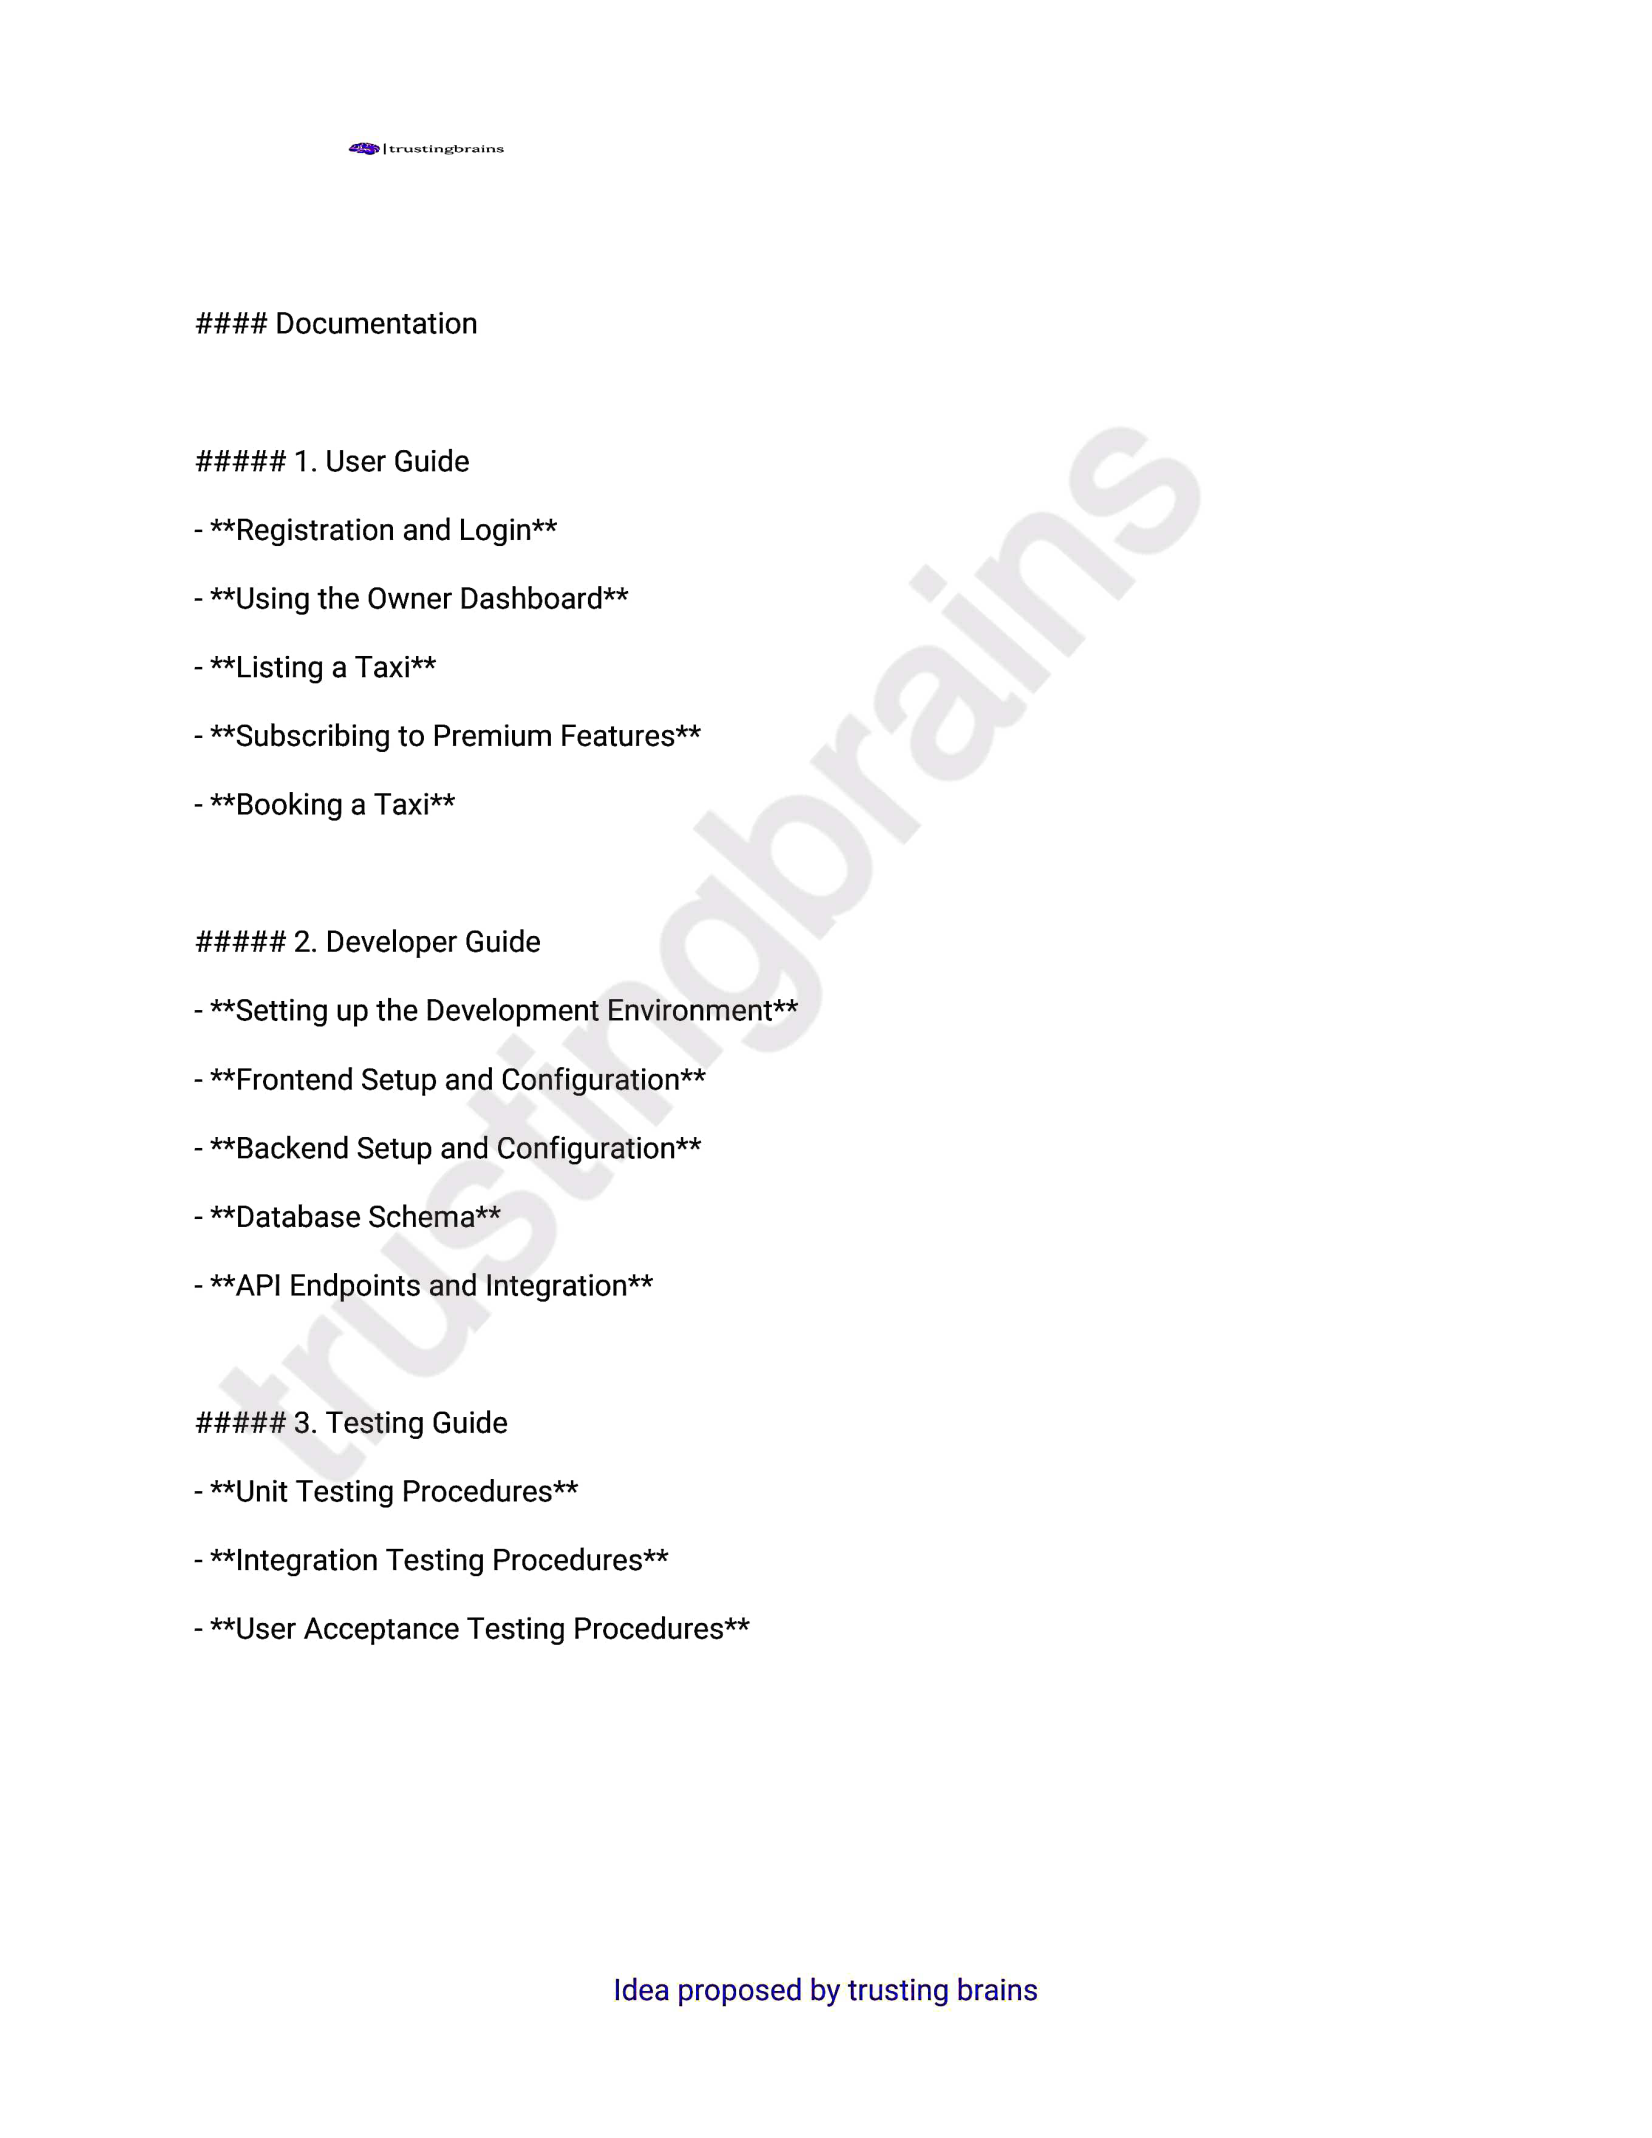 |trustingbrains
#### Documentation
##### 1. User Guide
- **Registration and Login**
- **Using the Owner Dashboard**
- **Listing a Taxi**
- **Subscribing to Premium Features**
- **Booking a Taxi**
##### 2. Developer Guide
- **Setting up the Development Environment**
- **Frontend Setup and Configuration**
- **Backend Setup and Configuration**
- **Database Schema**
- **API Endpoints and Integration**
##### 3. Testing Guide
- **Unit Testing Procedures**
- **Integration Testing Procedures**
- **User Acceptance Testing Procedures**
trustingbrains
Idea proposed by trusting brains